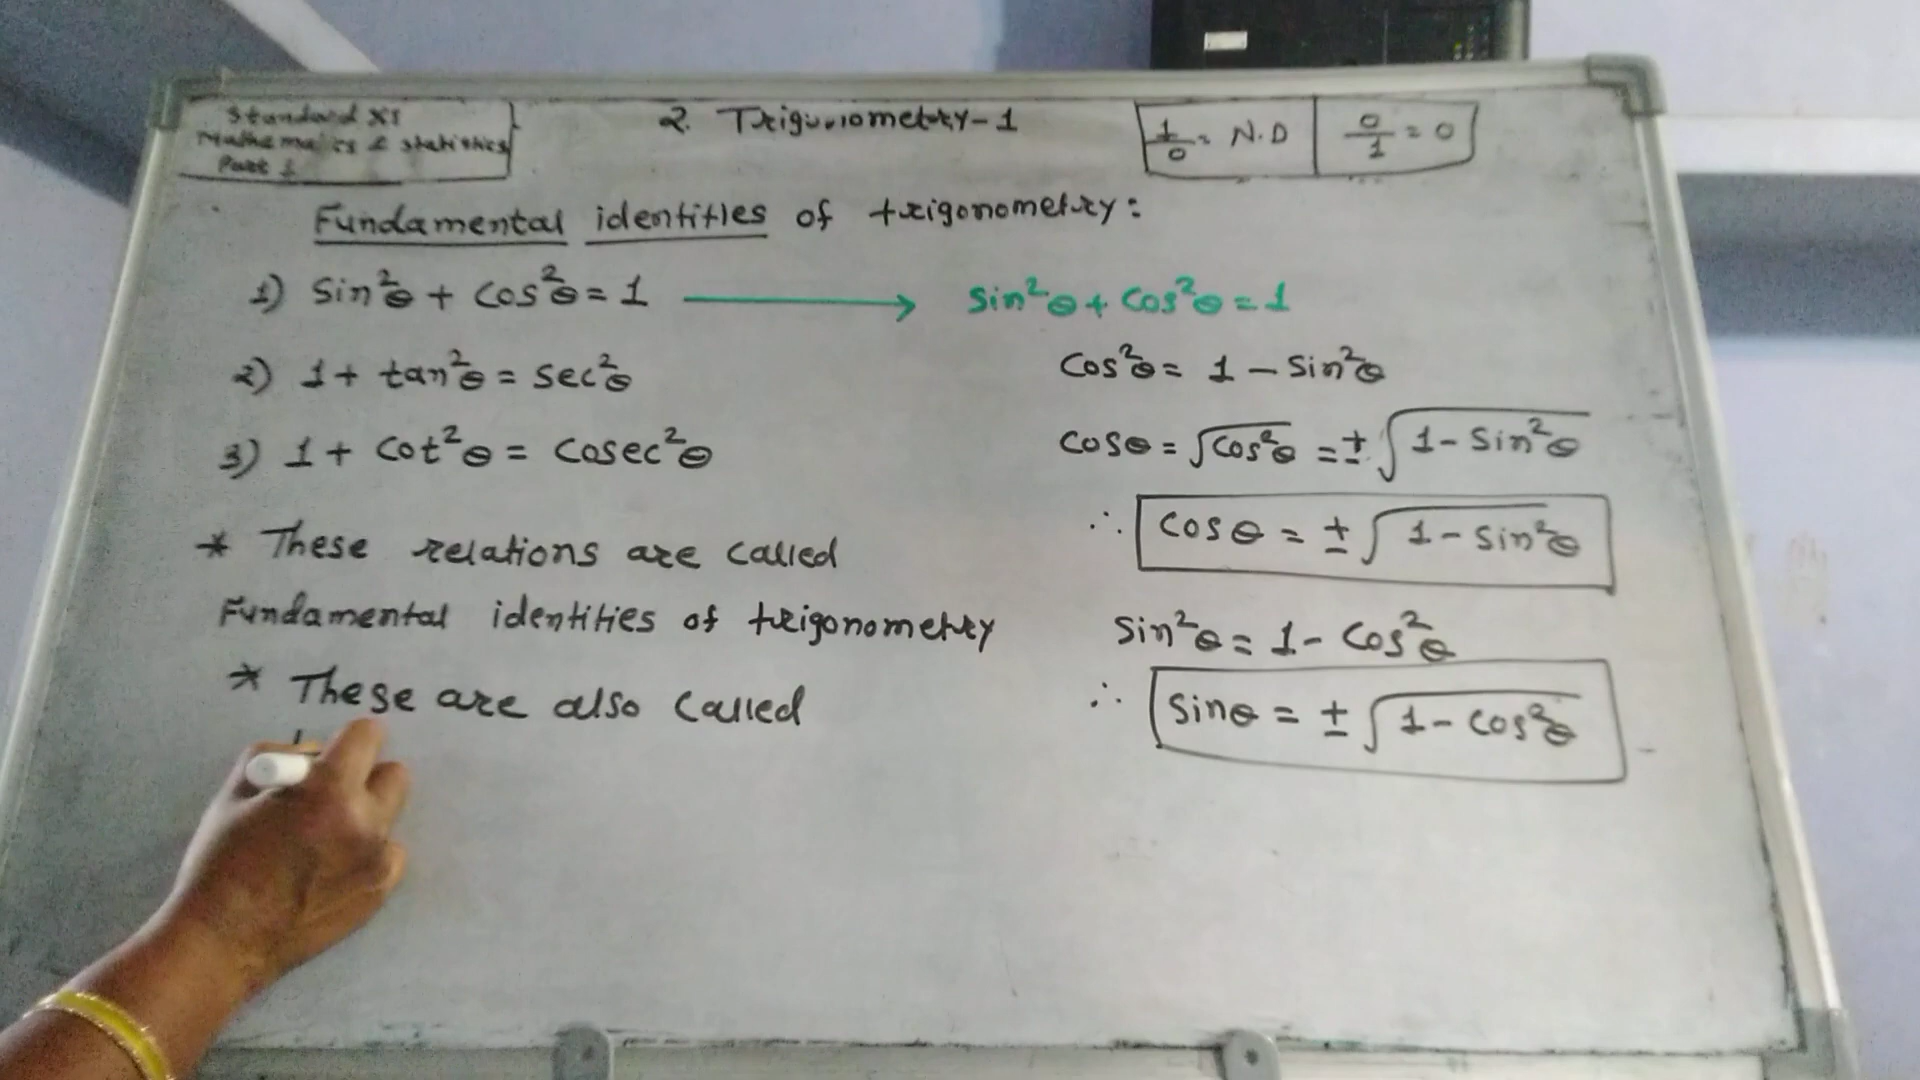 Standard XI
Mathematics & statistics
Part 1
2. Trigonometry-1
1/0 = N.D
0/1 = 0
Fundamental identities of trigonometry:
1) Sin²θ + Cos²θ = 1
2) 1 + tan²θ = sec²θ
3) 1 + Cot²θ = Cosec²θ
* These relations are called
Fundamental identities of trigonometry
* These are also called
Sin²θ + Cos²θ = 1
Cos²θ = 1 - Sin²θ
Cosθ = √Cos²θ = ± √1 - Sin²θ
∴ Cosθ = ± √1 - Sin²θ
Sin²θ = 1 - Cos²θ
∴ Sinθ = ± √1 - Cos²θ